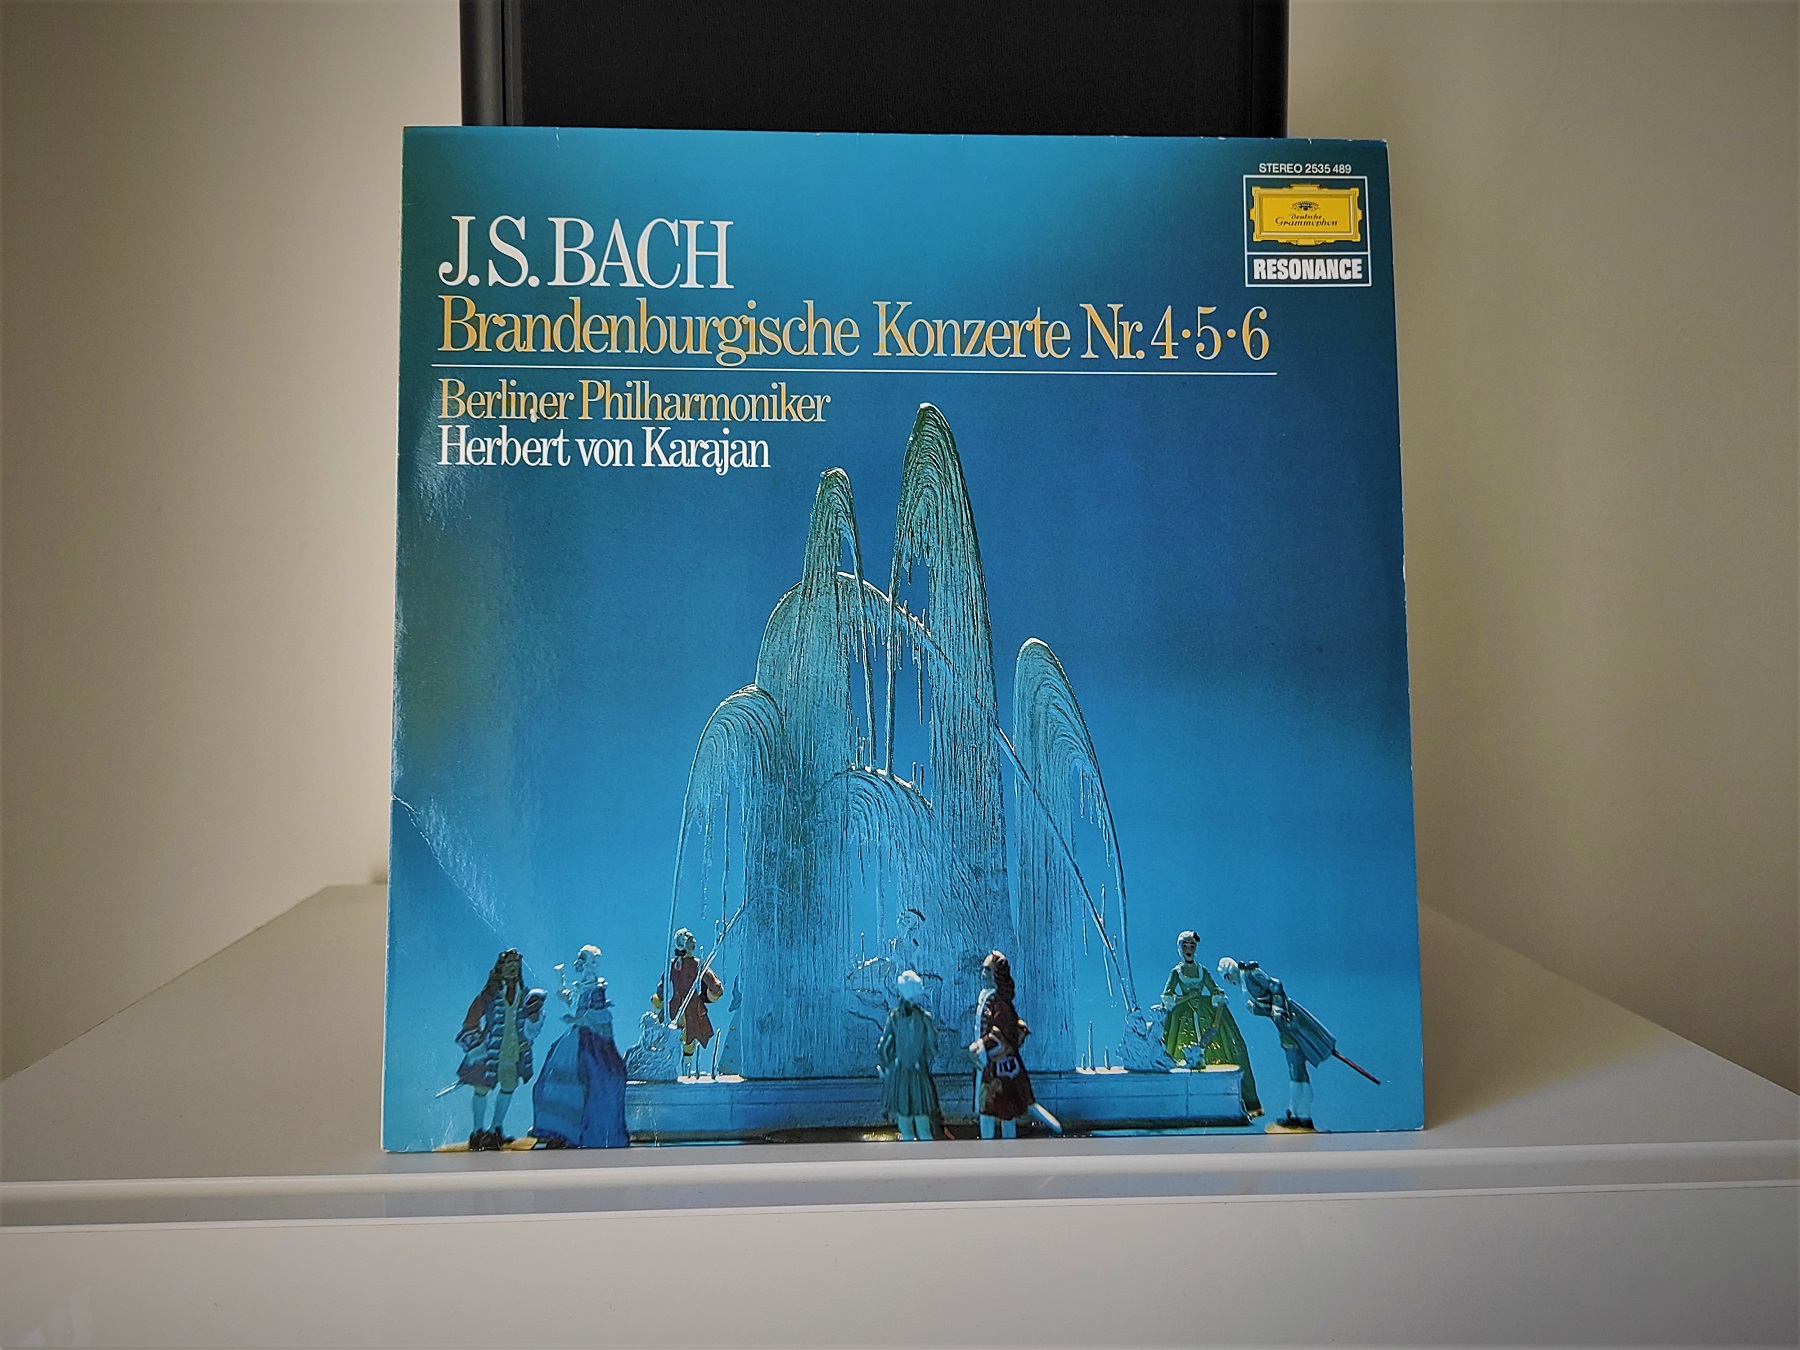 STEREO 2535 489
Deutsche
Grammophon
RESONANCE
J.S. BACH
Brandenburgische Konzerte Nr. 4·5·6
Berliner Philharmoniker
Herbert von Karajan